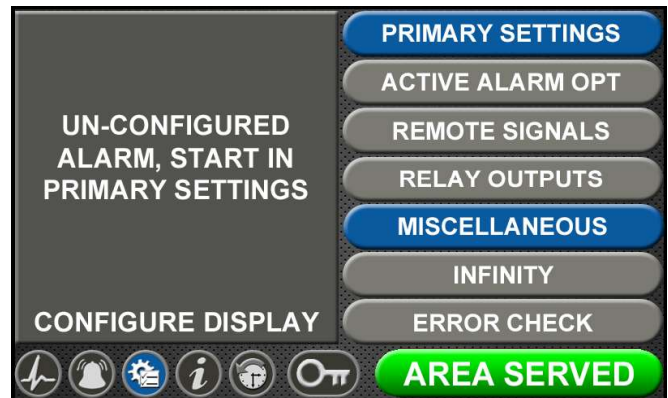 UN-CONFIGURED
ALARM, START IN
PRIMARY SETTINGS
CONFIGURE DISPLAY
PRIMARY SETTINGS
ACTIVE ALARM OPT
REMOTE SIGNALS
RELAY OUTPUTS
MISCELLANEOUS
INFINITY
ERROR CHECK
i
AREA SERVED